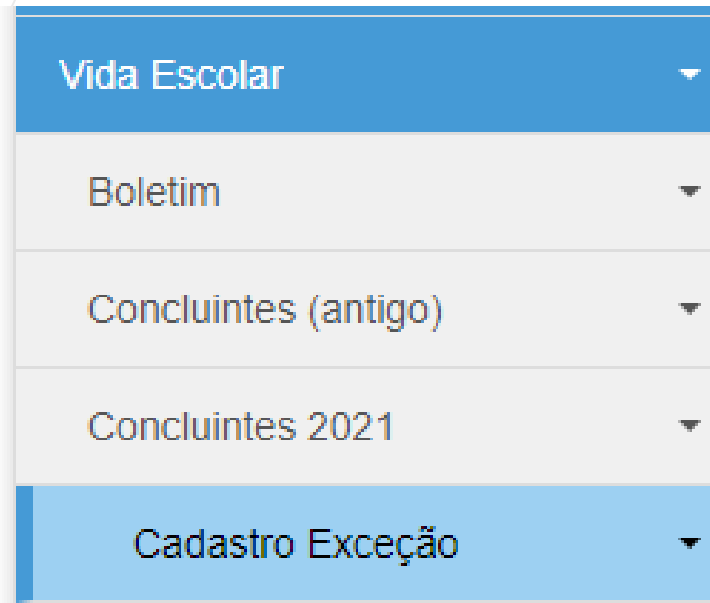 Vida Escolar
Boletim
Concluintes (antigo)
Concluintes 2021
Cadastro Exceção